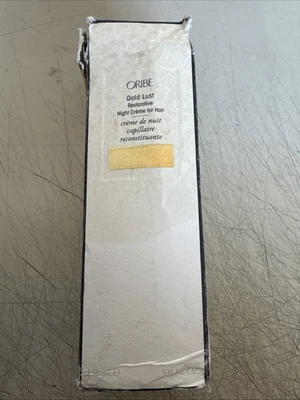 ORIBE
Gold Lust
Restorative
Night Crème for Hair
crème de nuit
capillaire
reconstituante